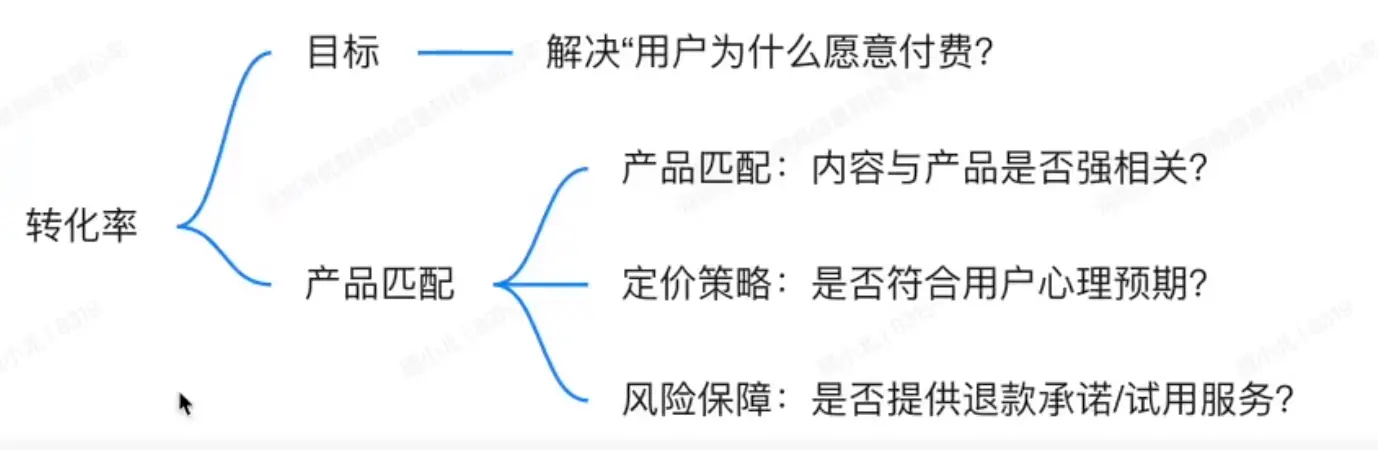 目标
解决“用户为什么愿意付费?
产品匹配：内容与产品是否强相关?
转化率
产品匹配
定价策略：是否符合用户心理预期?
风险保障：是否提供退款承诺/试用服务?